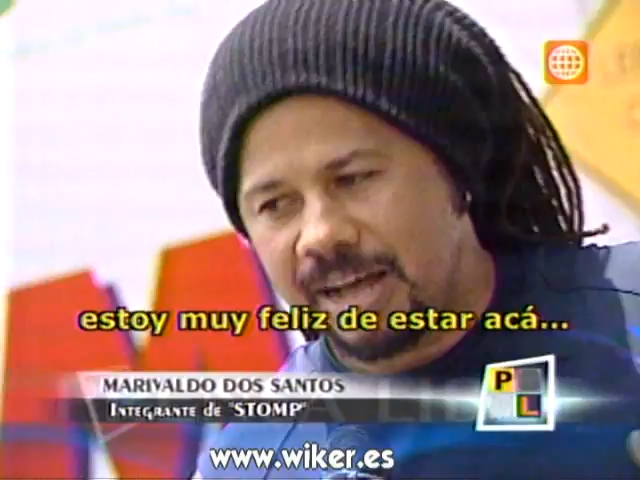 estoy muy feliz de estar acá...
MARIVALDO DOS SANTOS
INTEGRANTE DE "STOMP"
P
L
www.wiker.es